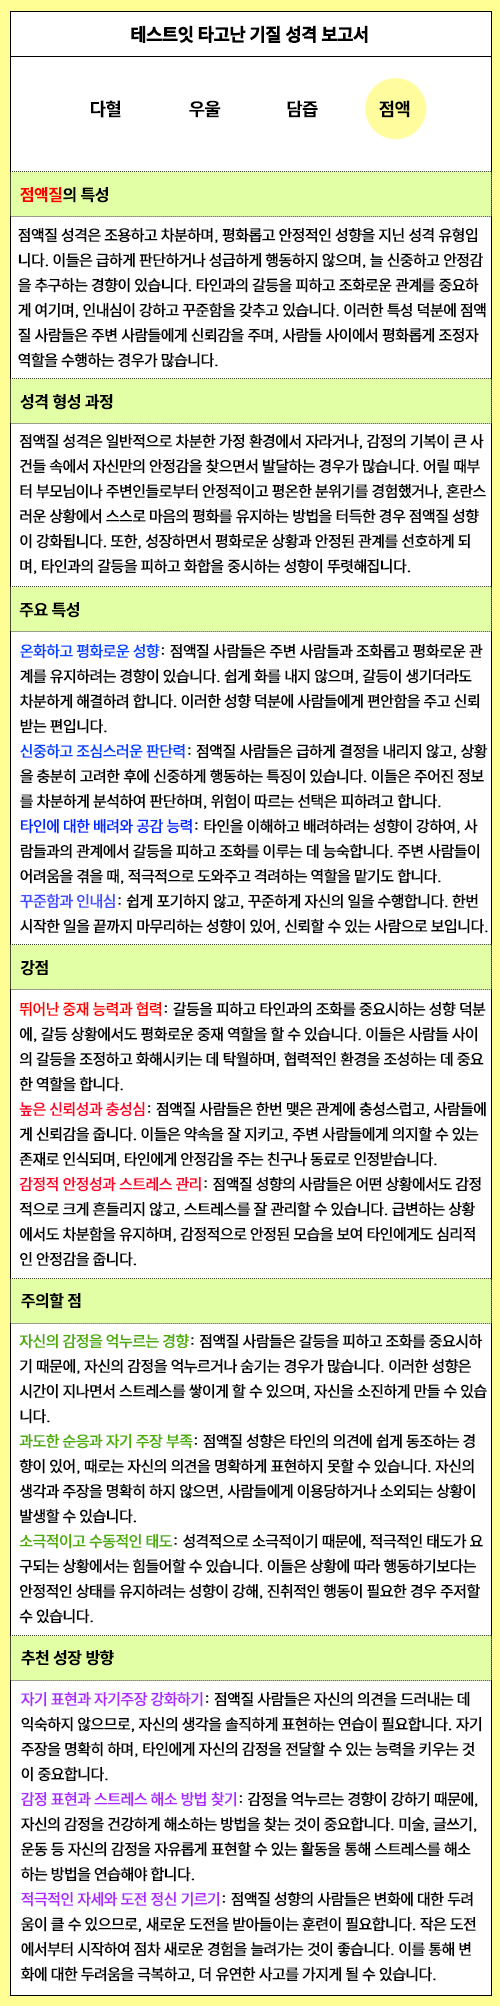 테스트잇 타고난 기질 성격 보고서
다혈 우울 담즙 점액
점액질의 특성
점액질 성격은 조용하고 차분하며, 평화롭고 안정적인 성향을 지닌 성격 유형입
니다. 이들은 급하게 판단하거나 성급하게 행동하지 않으며, 늘 신중하고 안정감
을 추구하는 경향이 있습니다. 타인과의 갈등을 피하고 조화로운 관계를 중요하
게 여기며, 인내심이 강하고 꾸준함을 갖추고 있습니다. 이러한 특성 덕분에 점액
질 사람들은 주변 사람들에게 신뢰감을 주며, 사람들 사이에서 평화롭게 조정자
역할을 수행하는 경우가 많습니다.
성격 형성 과정
점액질 성격은 일반적으로 차분한 가정 환경에서 자라거나, 감정의 기복이 큰 사
건들 속에서 자신만의 안정감을 찾으면서 발달하는 경우가 많습니다. 어릴 때부
터 부모님이나 주변인들로부터 안정적이고 평온한 분위기를 경험했거나, 혼란스
러운 상황에서 스스로 마음의 평화를 유지하는 방법을 터득한 경우 점액질 성향
이 강화됩니다. 또한, 성장하면서 평화로운 상황과 안정된 관계를 선호하게 되
며, 타인과의 갈등을 피하고 화합을 중시하는 성향이 뚜렷해집니다.
주요 특성
온화하고 평화로운 성향: 점액질 사람들은 주변 사람들과 조화롭고 평화로운 관
계를 유지하려는 경향이 있습니다. 쉽게 화를 내지 않으며, 갈등이 생기더라도
차분하게 해결하려 합니다. 이러한 성향 덕분에 사람들에게 편안함을 주고 신뢰
받는 편입니다.
신중하고 조심스러운 판단력: 점액질 사람들은 급하게 결정을 내리지 않고, 상황
을 충분히 고려한 후에 신중하게 행동하는 특징이 있습니다. 이들은 주어진 정보
를 차분하게 분석하여 판단하며, 위험이 따르는 선택은 피하려고 합니다.
타인에 대한 배려와 공감 능력: 타인을 이해하고 배려하려는 성향이 강하여, 사
람들과의 관계에서 갈등을 피하고 조화를 이루는 데 능숙합니다. 주변 사람들이
어려움을 겪을 때, 적극적으로 도와주고 격려하는 역할을 맡기도 합니다.
꾸준함과 인내심: 쉽게 포기하지 않고, 꾸준하게 자신의 일을 수행합니다. 한번
시작한 일을 끝까지 마무리하는 성향이 있어, 신뢰할 수 있는 사람으로 보입니다.
강점
뛰어난 중재 능력과 협력: 갈등을 피하고 타인과의 조화를 중요시하는 성향 덕분
에, 갈등 상황에서도 평화로운 중재 역할을 할 수 있습니다. 이들은 사람들 사이
의 갈등을 조정하고 화해시키는 데 탁월하며, 협력적인 환경을 조성하는 데 중요
한 역할을 합니다.
높은 신뢰성과 충성심: 점액질 사람들은 한번 맺은 관계에 충성스럽고, 사람들에
게 신뢰감을 줍니다. 이들은 약속을 잘 지키고, 주변 사람들에게 의지할 수 있는
존재로 인식되며, 타인에게 안정감을 주는 친구나 동료로 인정받습니다.
감정적 안정성과 스트레스 관리: 점액질 성향의 사람들은 어떤 상황에서도 감정
적으로 크게 흔들리지 않고, 스트레스를 잘 관리할 수 있습니다. 급변하는 상황
에서도 차분함을 유지하며, 감정적으로 안정된 모습을 보여 타인에게도 심리적
인 안정감을 줍니다.
주의할 점
자신의 감정을 억누르는 경향: 점액질 사람들은 갈등을 피하고 조화를 중요시하
기 때문에, 자신의 감정을 억누르거나 숨기는 경우가 많습니다. 이러한 성향은
시간이 지나면서 스트레스를 쌓이게 할 수 있으며, 자신을 소진하게 만들 수 있습
니다.
과도한 순응과 자기 주장 부족: 점액질 성향은 타인의 의견에 쉽게 동조하는 경
향이 있어, 때로는 자신의 의견을 명확하게 표현하지 못할 수 있습니다. 자신의
생각과 주장을 명확히 하지 않으면, 사람들에게 이용당하거나 소외되는 상황이
발생할 수 있습니다.
소극적이고 수동적인 태도: 성격적으로 소극적이기 때문에, 적극적인 태도가 요
구되는 상황에서는 힘들어할 수 있습니다. 이들은 상황에 따라 행동하기보다는
안정적인 상태를 유지하려는 성향이 강해, 진취적인 행동이 필요한 경우 주저할
수 있습니다.
추천 성장 방향
자기 표현과 자기주장 강화하기: 점액질 사람들은 자신의 의견을 드러내는 데
익숙하지 않으므로, 자신의 생각을 솔직하게 표현하는 연습이 필요합니다. 자기
주장을 명확히 하며, 타인에게 자신의 감정을 전달할 수 있는 능력을 키우는 것
이 중요합니다.
감정 표현과 스트레스 해소 방법 찾기: 감정을 억누르는 경향이 강하기 때문에,
자신의 감정을 건강하게 해소하는 방법을 찾는 것이 중요합니다. 미술, 글쓰기,
운동 등 자신의 감정을 자유롭게 표현할 수 있는 활동을 통해 스트레스를 해소
하는 방법을 연습해야 합니다.
적극적인 자세와 도전 정신 기르기: 점액질 성향의 사람들은 변화에 대한 두려
움이 클 수 있으므로, 새로운 도전을 받아들이는 훈련이 필요합니다. 작은 도전
에서부터 시작하여 점차 새로운 경험을 늘려가는 것이 좋습니다. 이를 통해 변
화에 대한 두려움을 극복하고, 더 유연한 사고를 가지게 될 수 있습니다.